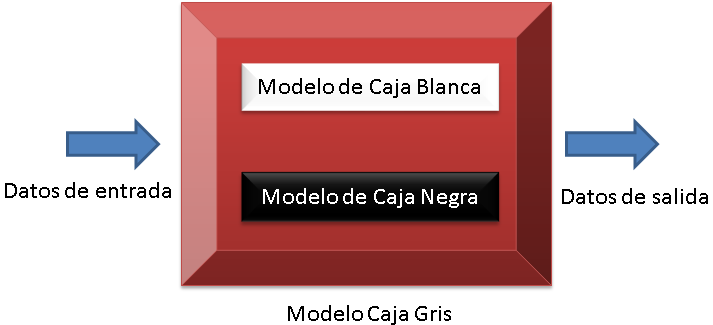 Modelo de Caja Blanca
Datos de entrada
Modelo de Caja Negra
Datos de salida
Modelo Caja Gris